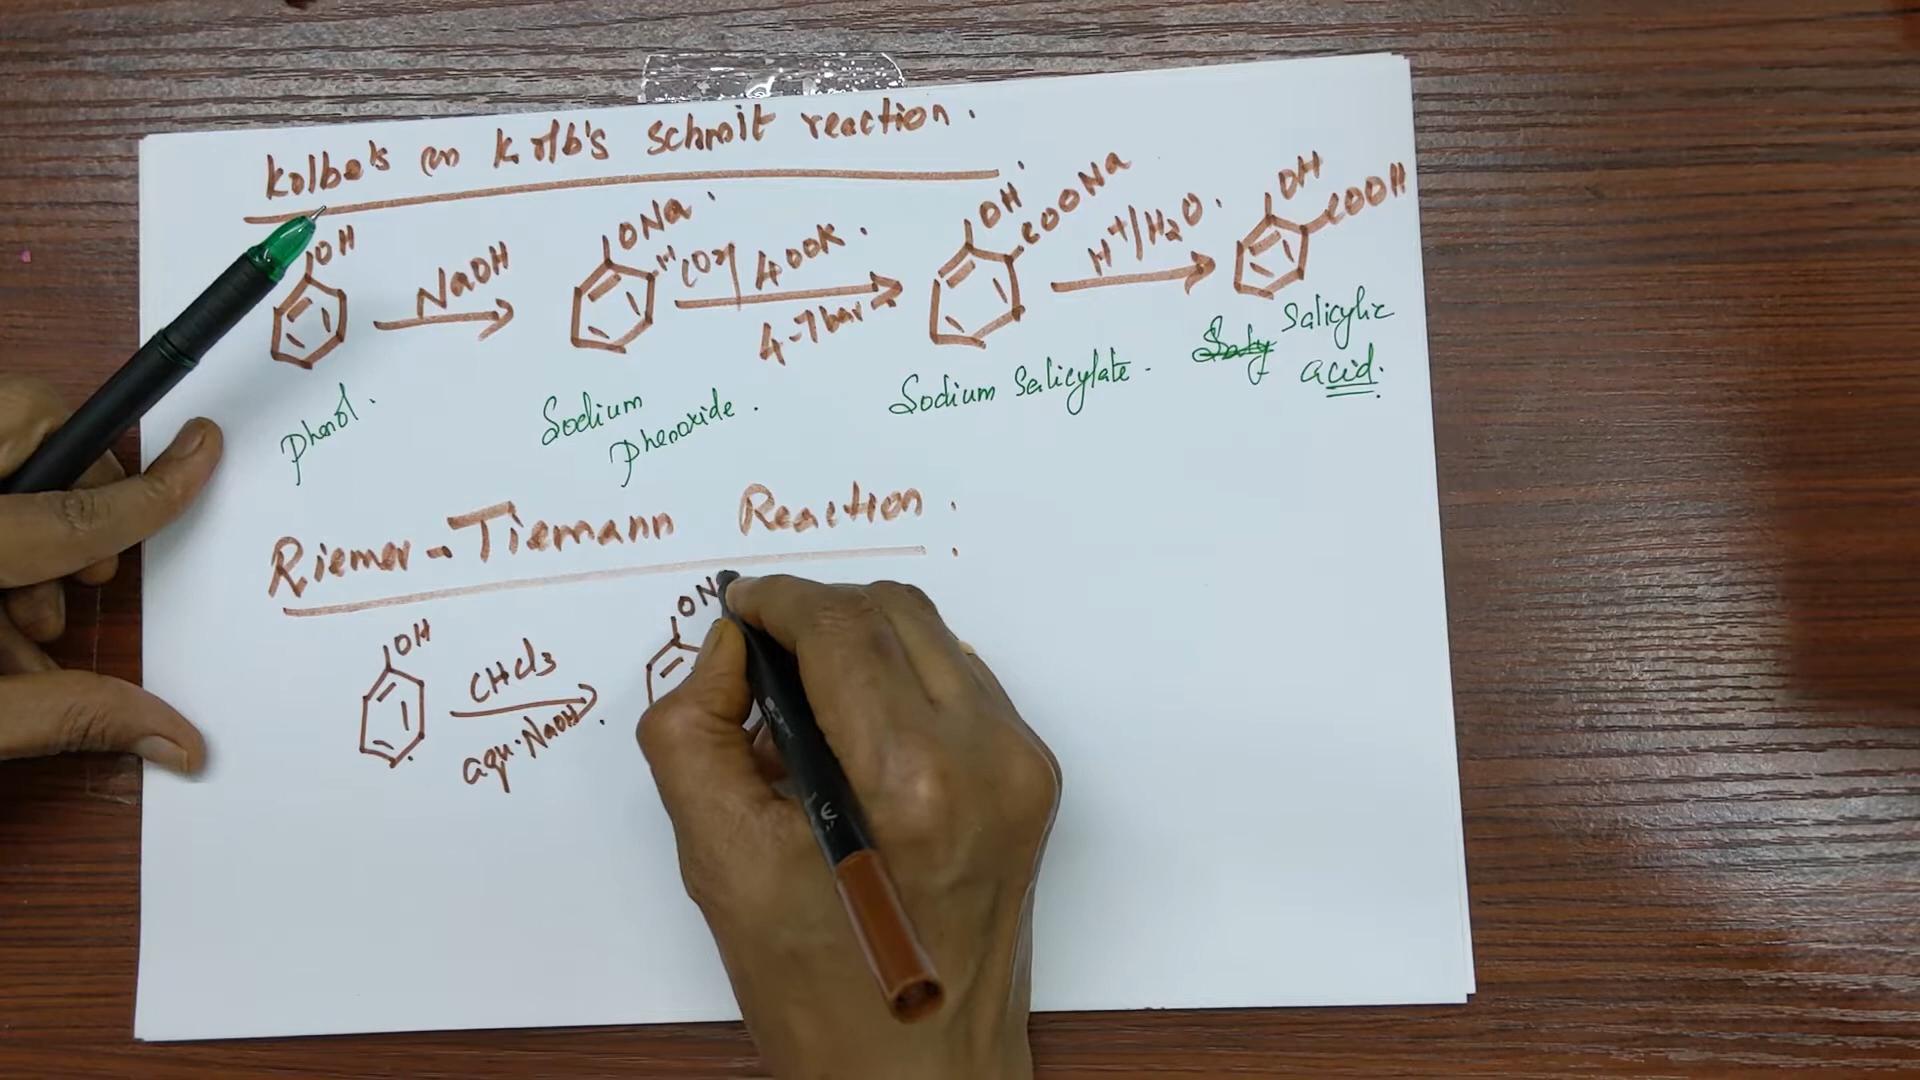 Kolbe's (or) Kolb's Schmit reaction.
OH
NaOH
ONa
H
CO2/400K.
4-7 bar
OH
COONa
H+/H2O.
OH
COOH
phenol.
Sodium
phenoxide.
Sodium Salicylate.
Salicylic
acid.
Riemer-Tiemann Reaction.
OH
CHCl3
aqu. NaOH.
ON